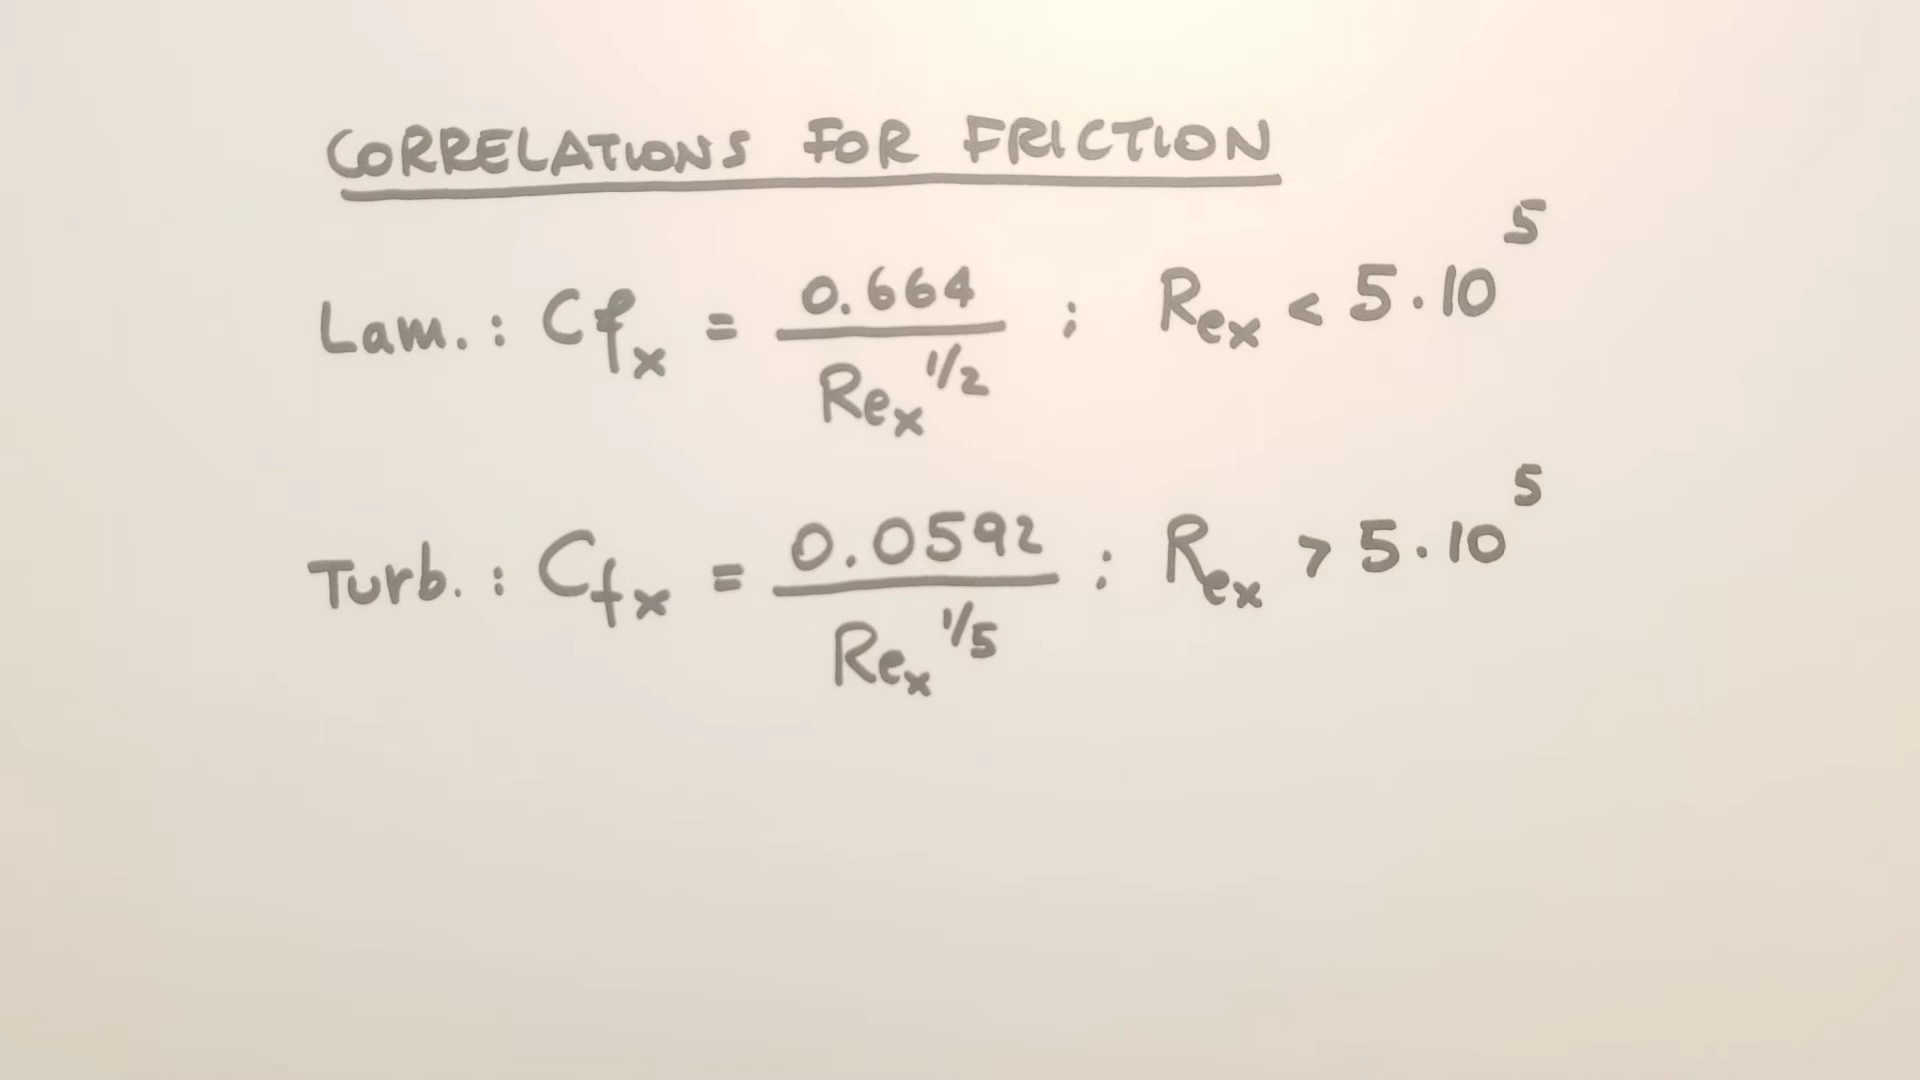 CORRELATIONS FOR FRICTION
Lam. : Cfx = 0.664 / Rex^1/2 ; Rex < 5·10^5
Turb. : Cfx = 0.0592 / Rex^1/5 ; Rex > 5·10^5